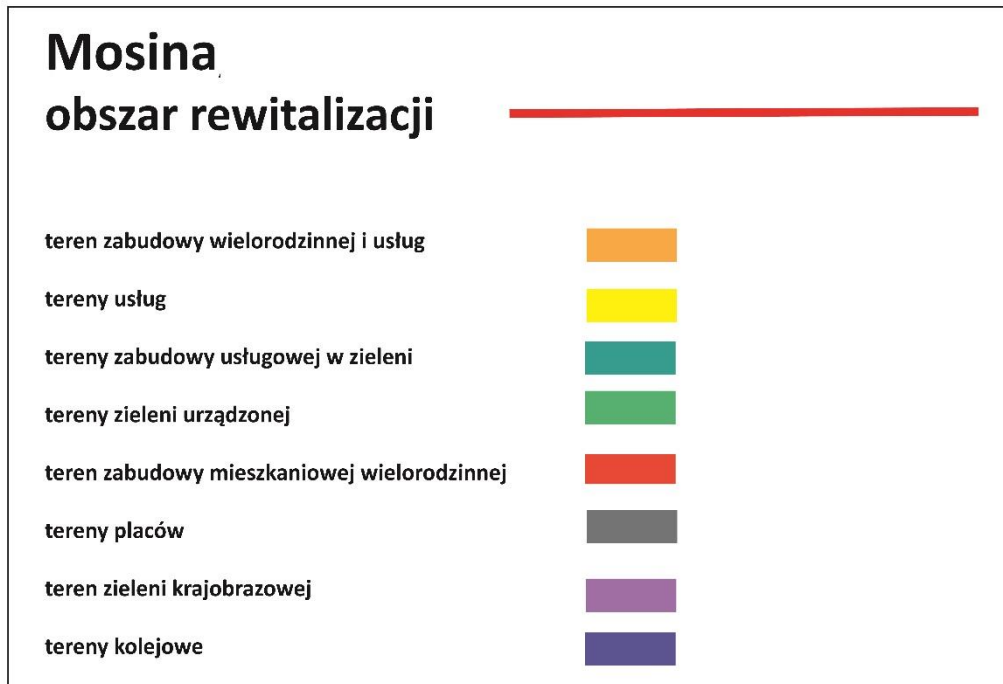 Mosina,
obszar rewitalizacji
teren zabudowy wielorodzinnej i usług
tereny usług
tereny zabudowy usługowej w zieleni
tereny zieleni urządzonej
teren zabudowy mieszkaniowej wielorodzinnej
tereny placów
teren zieleni krajobrazowej
tereny kolejowe